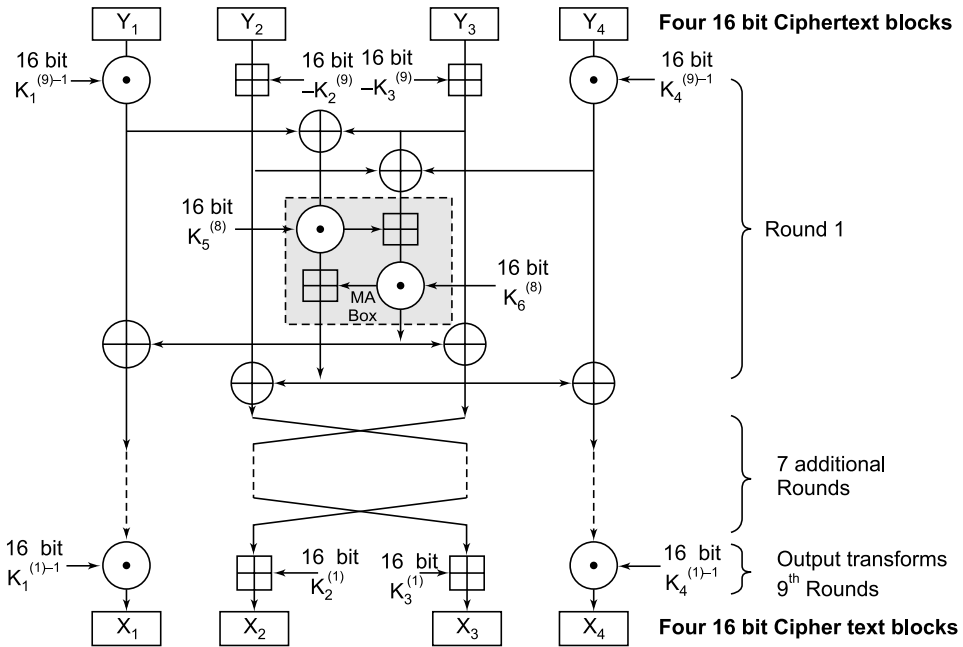 Y1 Y2 Y3 Y4 Four 16 bit Ciphertext blocks
16 bit
K1^(9)–1
16 bit
–K2^(9)
16 bit
–K3^(9)
16 bit
K4^(9)–1
16 bit
K5^(8)
Round 1
16 bit
K6^(8)
MA
Box
7 additional
Rounds
16 bit
K1^(1)–1
16 bit
K2^(1)
16 bit
K3^(1)
16 bit
K4^(1)–1
Output transforms
9th Rounds
X1 X2 X3 X4 Four 16 bit Cipher text blocks